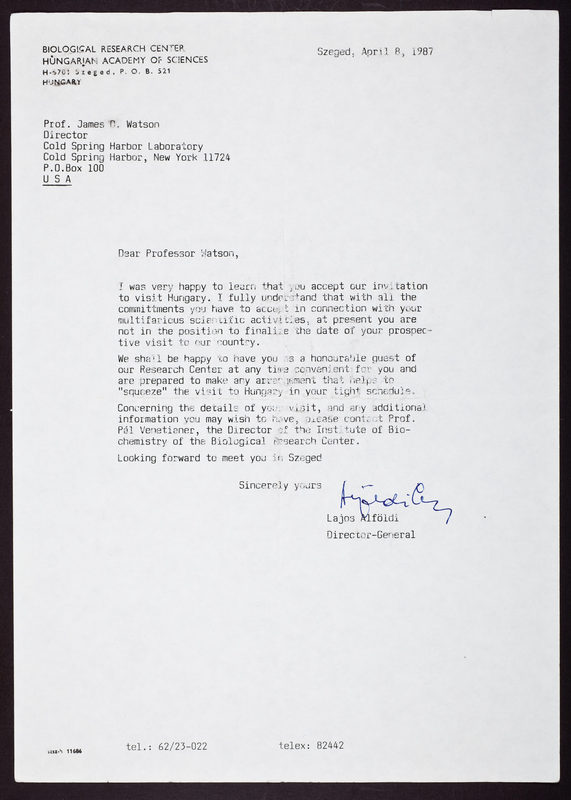 BIOLOGICAL RESEARCH CENTER
HUNGARIAN ACADEMY OF SCIENCES
H-6701 Szeged, P. O. B. 521
HUNGARY
Szeged, April 8, 1987
Prof. James D. Watson
Director
Cold Spring Harbor Laboratory
Cold Spring Harbor, New York 11724
P.O.Box 100
U S A
Dear Professor Watson,
I was very happy to learn that you accept our invitation
to visit Hungary. I fully understand that with all the
committments you have to accept in connection with your
multifarious scientific activities, at present you are
not in the position to finalize the date of your prospec-
tive visit to our country.
We shall be happy to have you as a honourable guest of
our Research Center at any time convenient for you and
are prepared to make any arrangement that helps to
"squeeze" the visit to Hungary in your tight schedule.
Concerning the details of your visit, and any additional
information you may wish to have, please contact Prof.
Pál Venetianer, the Director of the Institute of Bio-
chemistry of the Biological Research Center.
Looking forward to meet you in Szeged
Sincerely yours
Lajos Alföldi
Director-General
11686
tel.: 62/23-022
telex: 82442